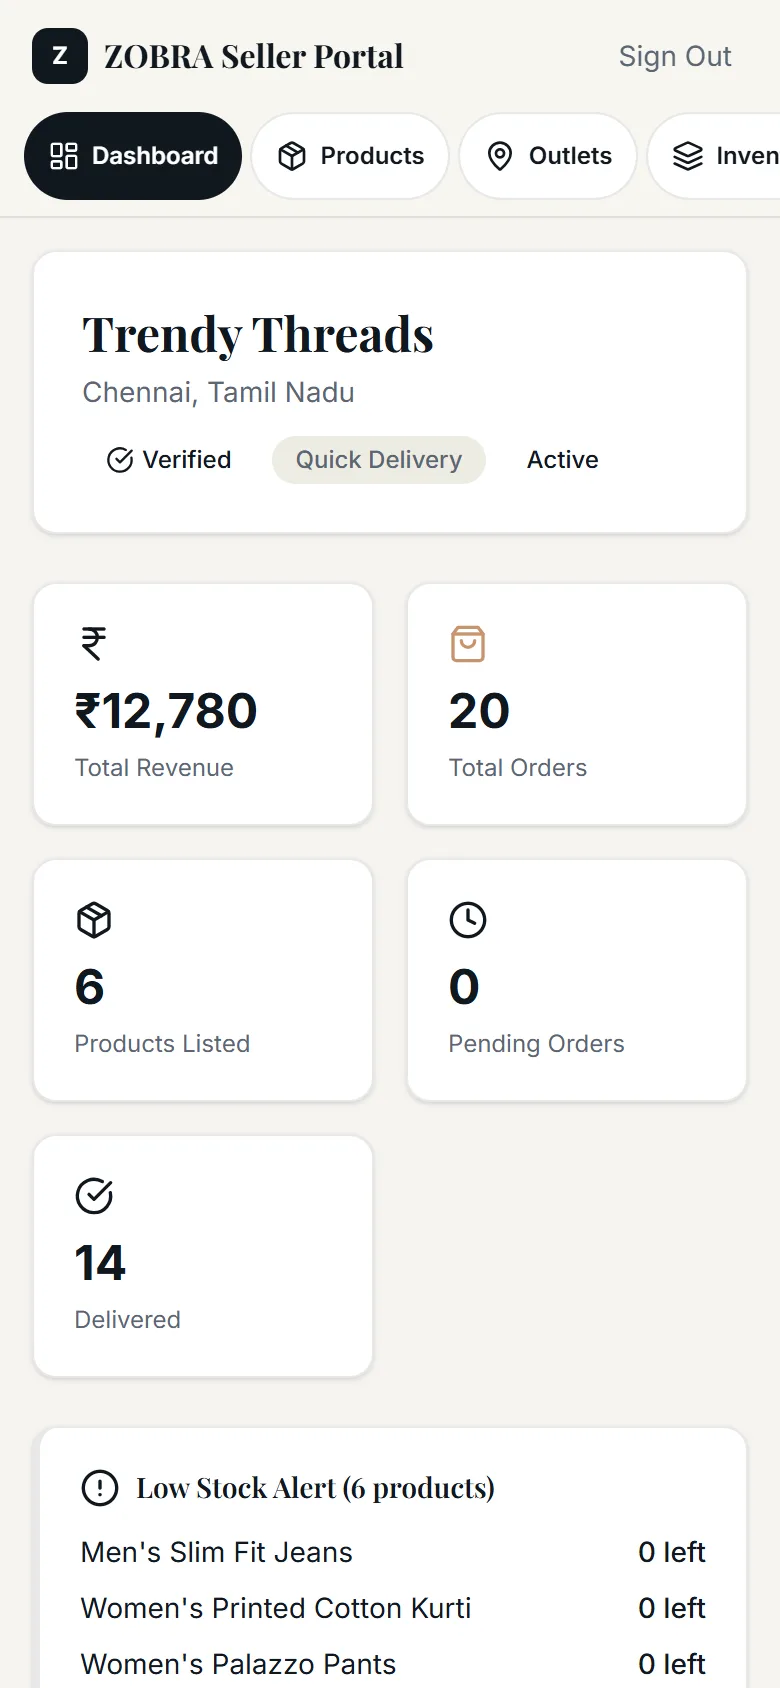 Z ZOBRA Seller Portal Sign Out
Dashboard Products Outlets Inven
Trendy Threads
Chennai, Tamil Nadu
Verified Quick Delivery Active
₹
₹12,780 20
Total Revenue Total Orders
6 0
Products Listed Pending Orders
14
Delivered
Low Stock Alert (6 products)
Men's Slim Fit Jeans 0 left
Women's Printed Cotton Kurti 0 left
Women's Palazzo Pants 0 left